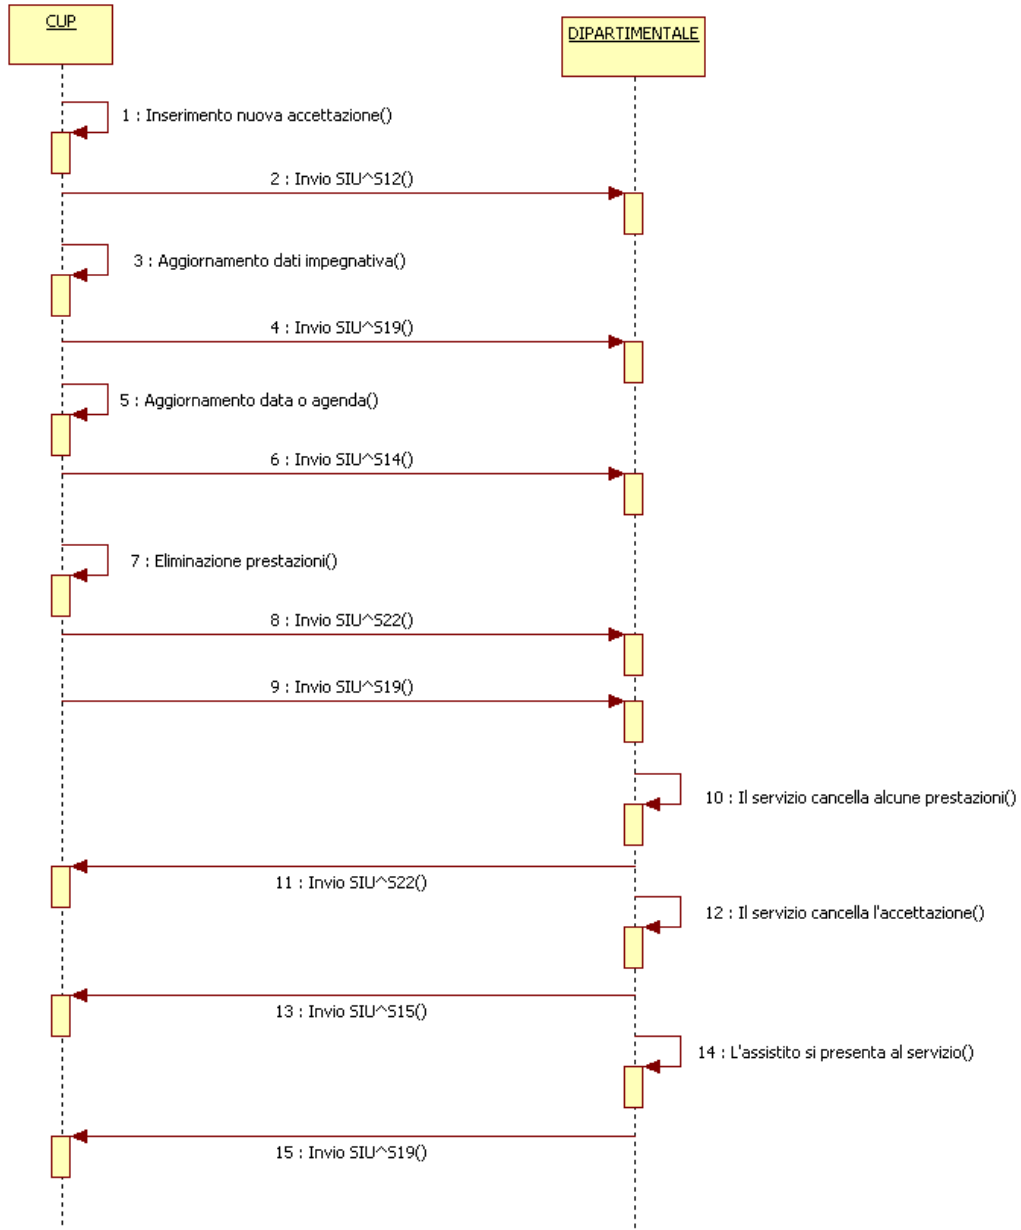 CUP
DIPARTIMENTALE
1 : Inserimento nuova accettazione()
2 : Invio SIU^S12()
3 : Aggiornamento dati impegnativa()
4 : Invio SIU^S19()
5 : Aggiornamento data o agenda()
6 : Invio SIU^S14()
7 : Eliminazione prestazioni()
8 : Invio SIU^S22()
9 : Invio SIU^S19()
10 : Il servizio cancella alcune prestazioni()
11 : Invio SIU^S22()
12 : Il servizio cancella l'accettazione()
13 : Invio SIU^S15()
14 : L'assistito si presenta al servizio()
15 : Invio SIU^S19()